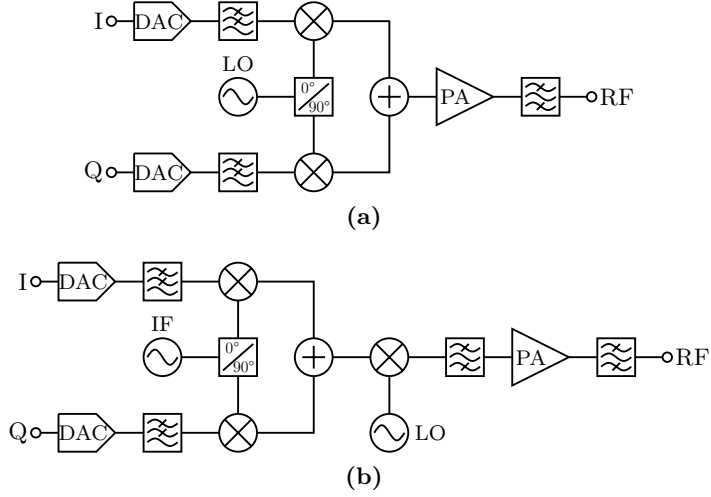 I DAC
LO
0°
90°
PA
RF
Q DAC
(a)
I DAC
IF
0°
90°
PA
RF
Q DAC
LO
(b)